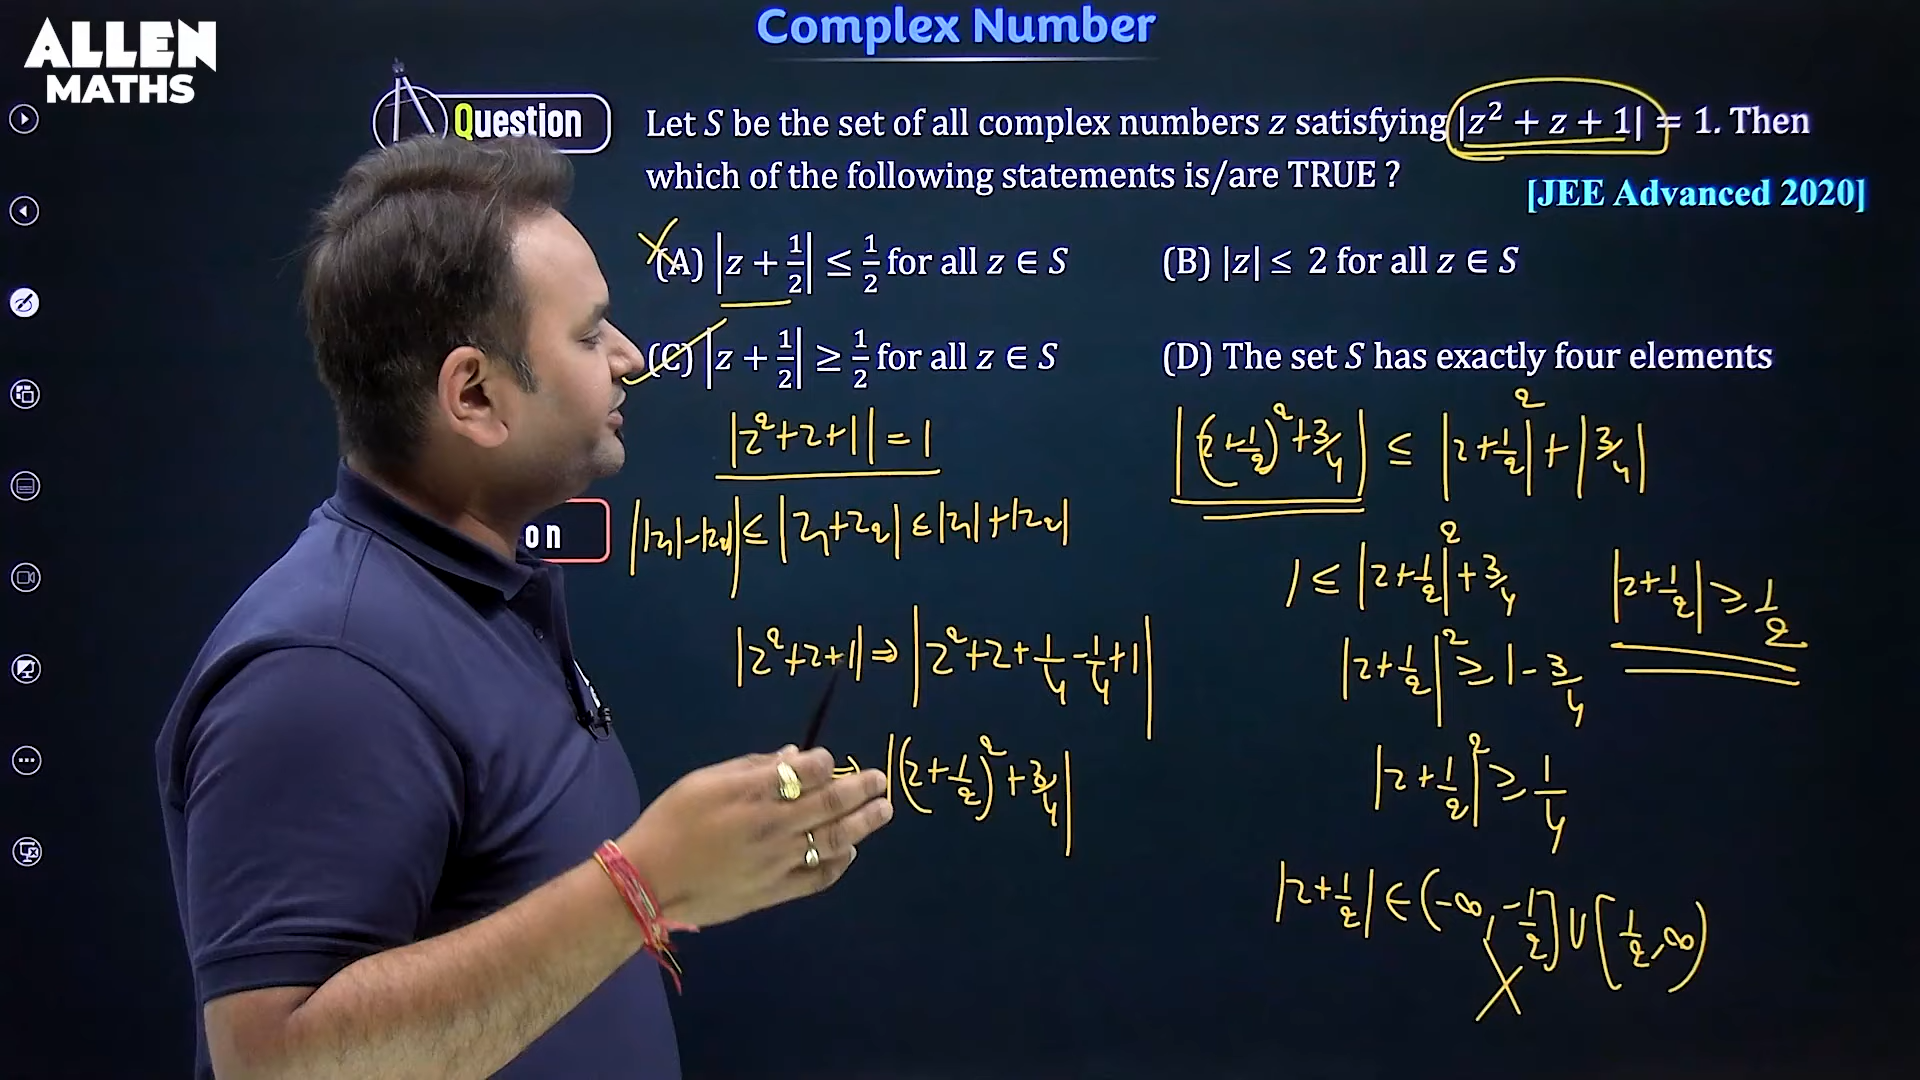 ALLEN
MATHS
Complex Number
Question
Let S be the set of all complex numbers z satisfying |z² + z + 1| = 1. Then
which of the following statements is/are TRUE ?
[JEE Advanced 2020]
(A) |z + 1/2| ≤ 1/2 for all z ∈ S
(B) |z| ≤ 2 for all z ∈ S
(C) |z + 1/2| ≥ 1/2 for all z ∈ S
(D) The set S has exactly four elements
|z²+z+1| = 1
on
||z₁|-|z₂|| ≤ |z₁+z₂| ≤ |z₁|+|z₂|
|z²+z+1| ⇒ |z²+z+1/4-1/4+1|
⇒ |(z+1/2)²+3/4|
|(z+1/2)²+3/4| ≤ |z+1/2|²+|3/4|
1 ≤ |z+1/2|²+3/4
|z+1/2| ≥ 1/2
|z+1/2|² ≥ 1-3/4
|z+1/2|² ≥ 1/4
|z+1/2| ∈ (-∞, -1/2] ∪ [1/2, ∞)